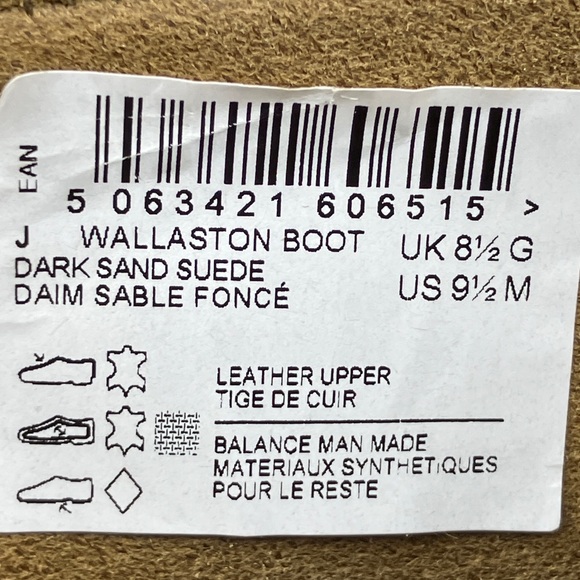 EAN
5 063421 606515 >
J WALLASTON BOOT UK 8½ G
DARK SAND SUEDE
DAIM SABLE FONCÉ US 9½ M
LEATHER UPPER
TIGE DE CUIR
BALANCE MAN MADE
MATERIAUX SYNTHETIQUES
POUR LE RESTE